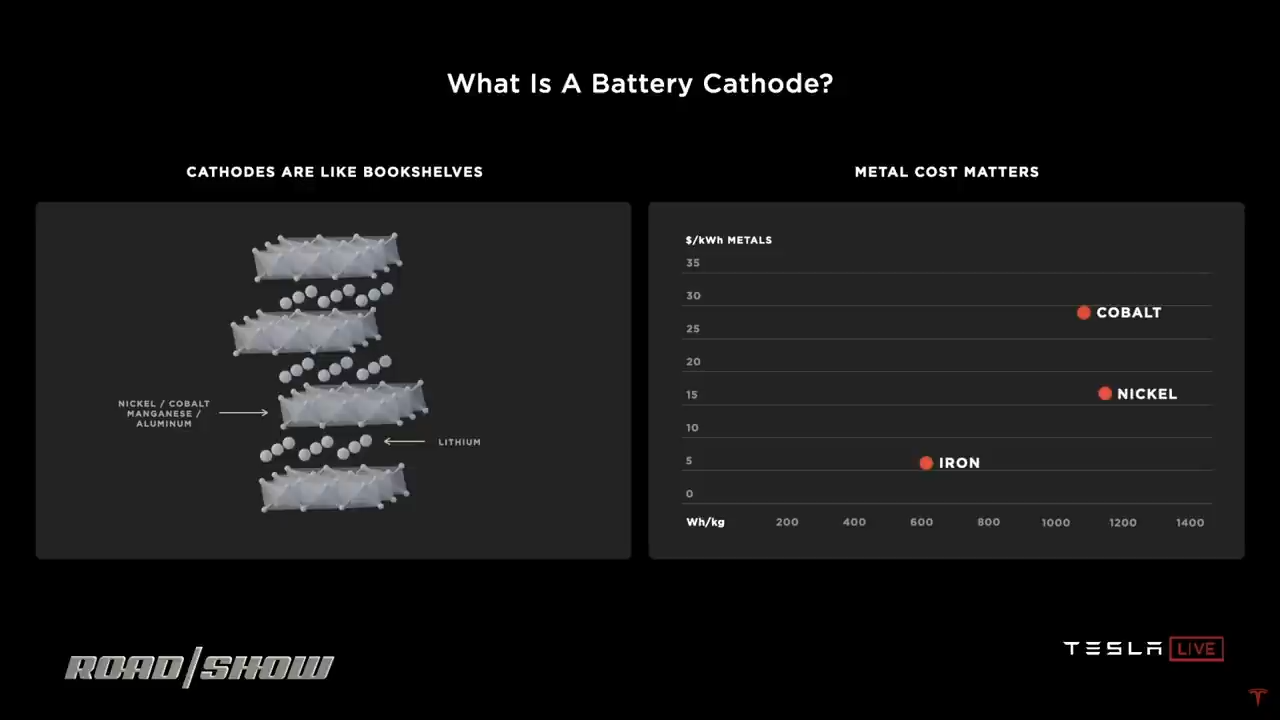 What Is A Battery Cathode?
CATHODES ARE LIKE BOOKSHELVES
NICKEL / COBALT
MANGANESE /
ALUMINUM
LITHIUM
METAL COST MATTERS
$/kWh METALS
35
30
25
20
15
10
5
0
COBALT
NICKEL
IRON
Wh/kg 200 400 600 800 1000 1200 1400
ROAD/SHOW
TESLA LIVE